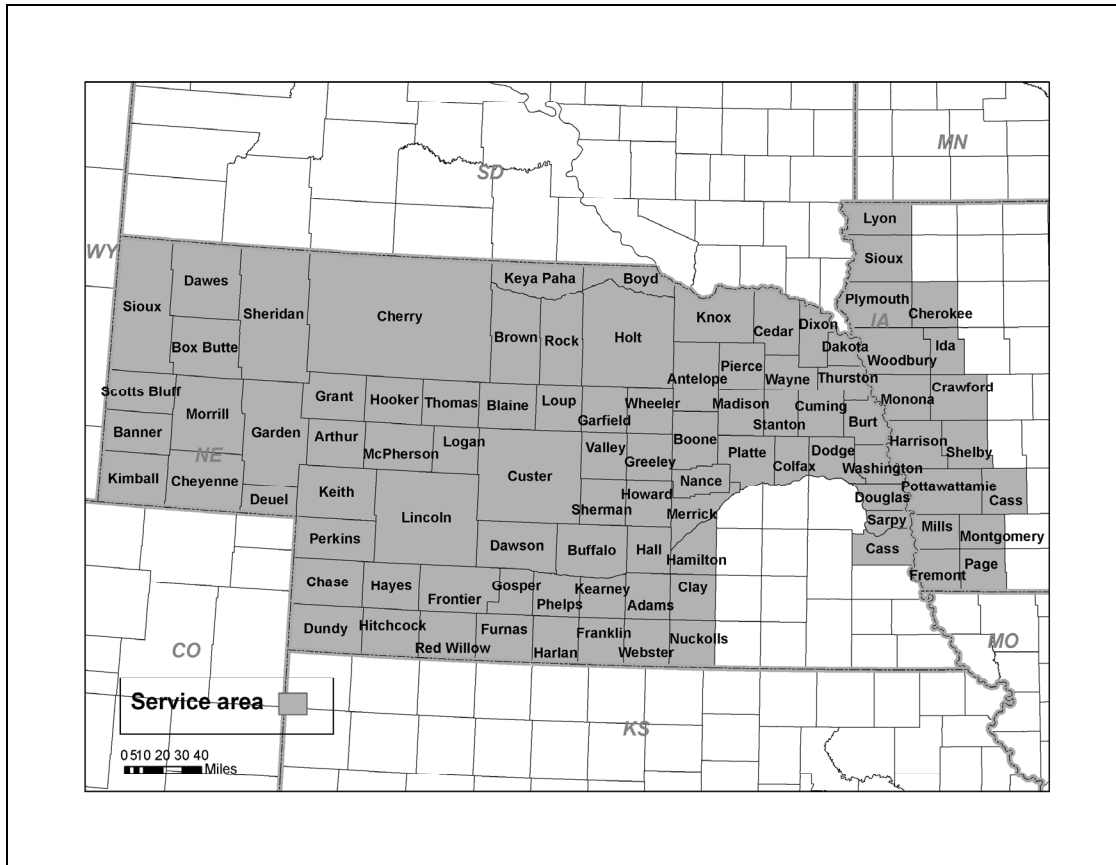 MN
SD
WY
Lyon
Sioux
Keya Paha
Boyd
Dawes
Plymouth
Sioux
Sheridan
Cherry
Knox
Cherokee
IA
Cedar
Dixon
Brown
Rock
Holt
Box Butte
Dakota
Ida
Woodbury
Pierce
Antelope
Wayne
Thurston
Crawford
Scotts Bluff
Grant
Hooker
Thomas
Blaine
Loup
Wheeler
Madison
Cuming
Monona
Morrill
Garfield
Stanton
Burt
Banner
Garden
Arthur
Logan
Boone
Harrison
McPherson
Valley
Platte
Dodge
Shelby
NE
Greeley
Colfax
Washington
Kimball
Cheyenne
Custer
Nance
Pottawattamie
Keith
Deuel
Howard
Douglas
Cass
Lincoln
Sherman
Merrick
Sarpy
Mills
Perkins
Dawson
Buffalo
Hall
Cass
Montgomery
Hamilton
Page
Chase
Hayes
Gosper
Kearney
Clay
Fremont
Frontier
Phelps
Adams
Dundy
Hitchcock
Furnas
Franklin
Nuckolls
Red Willow
Harlan
Webster
MO
CO
Service area
KS
0 5 10 20 30 40
Miles